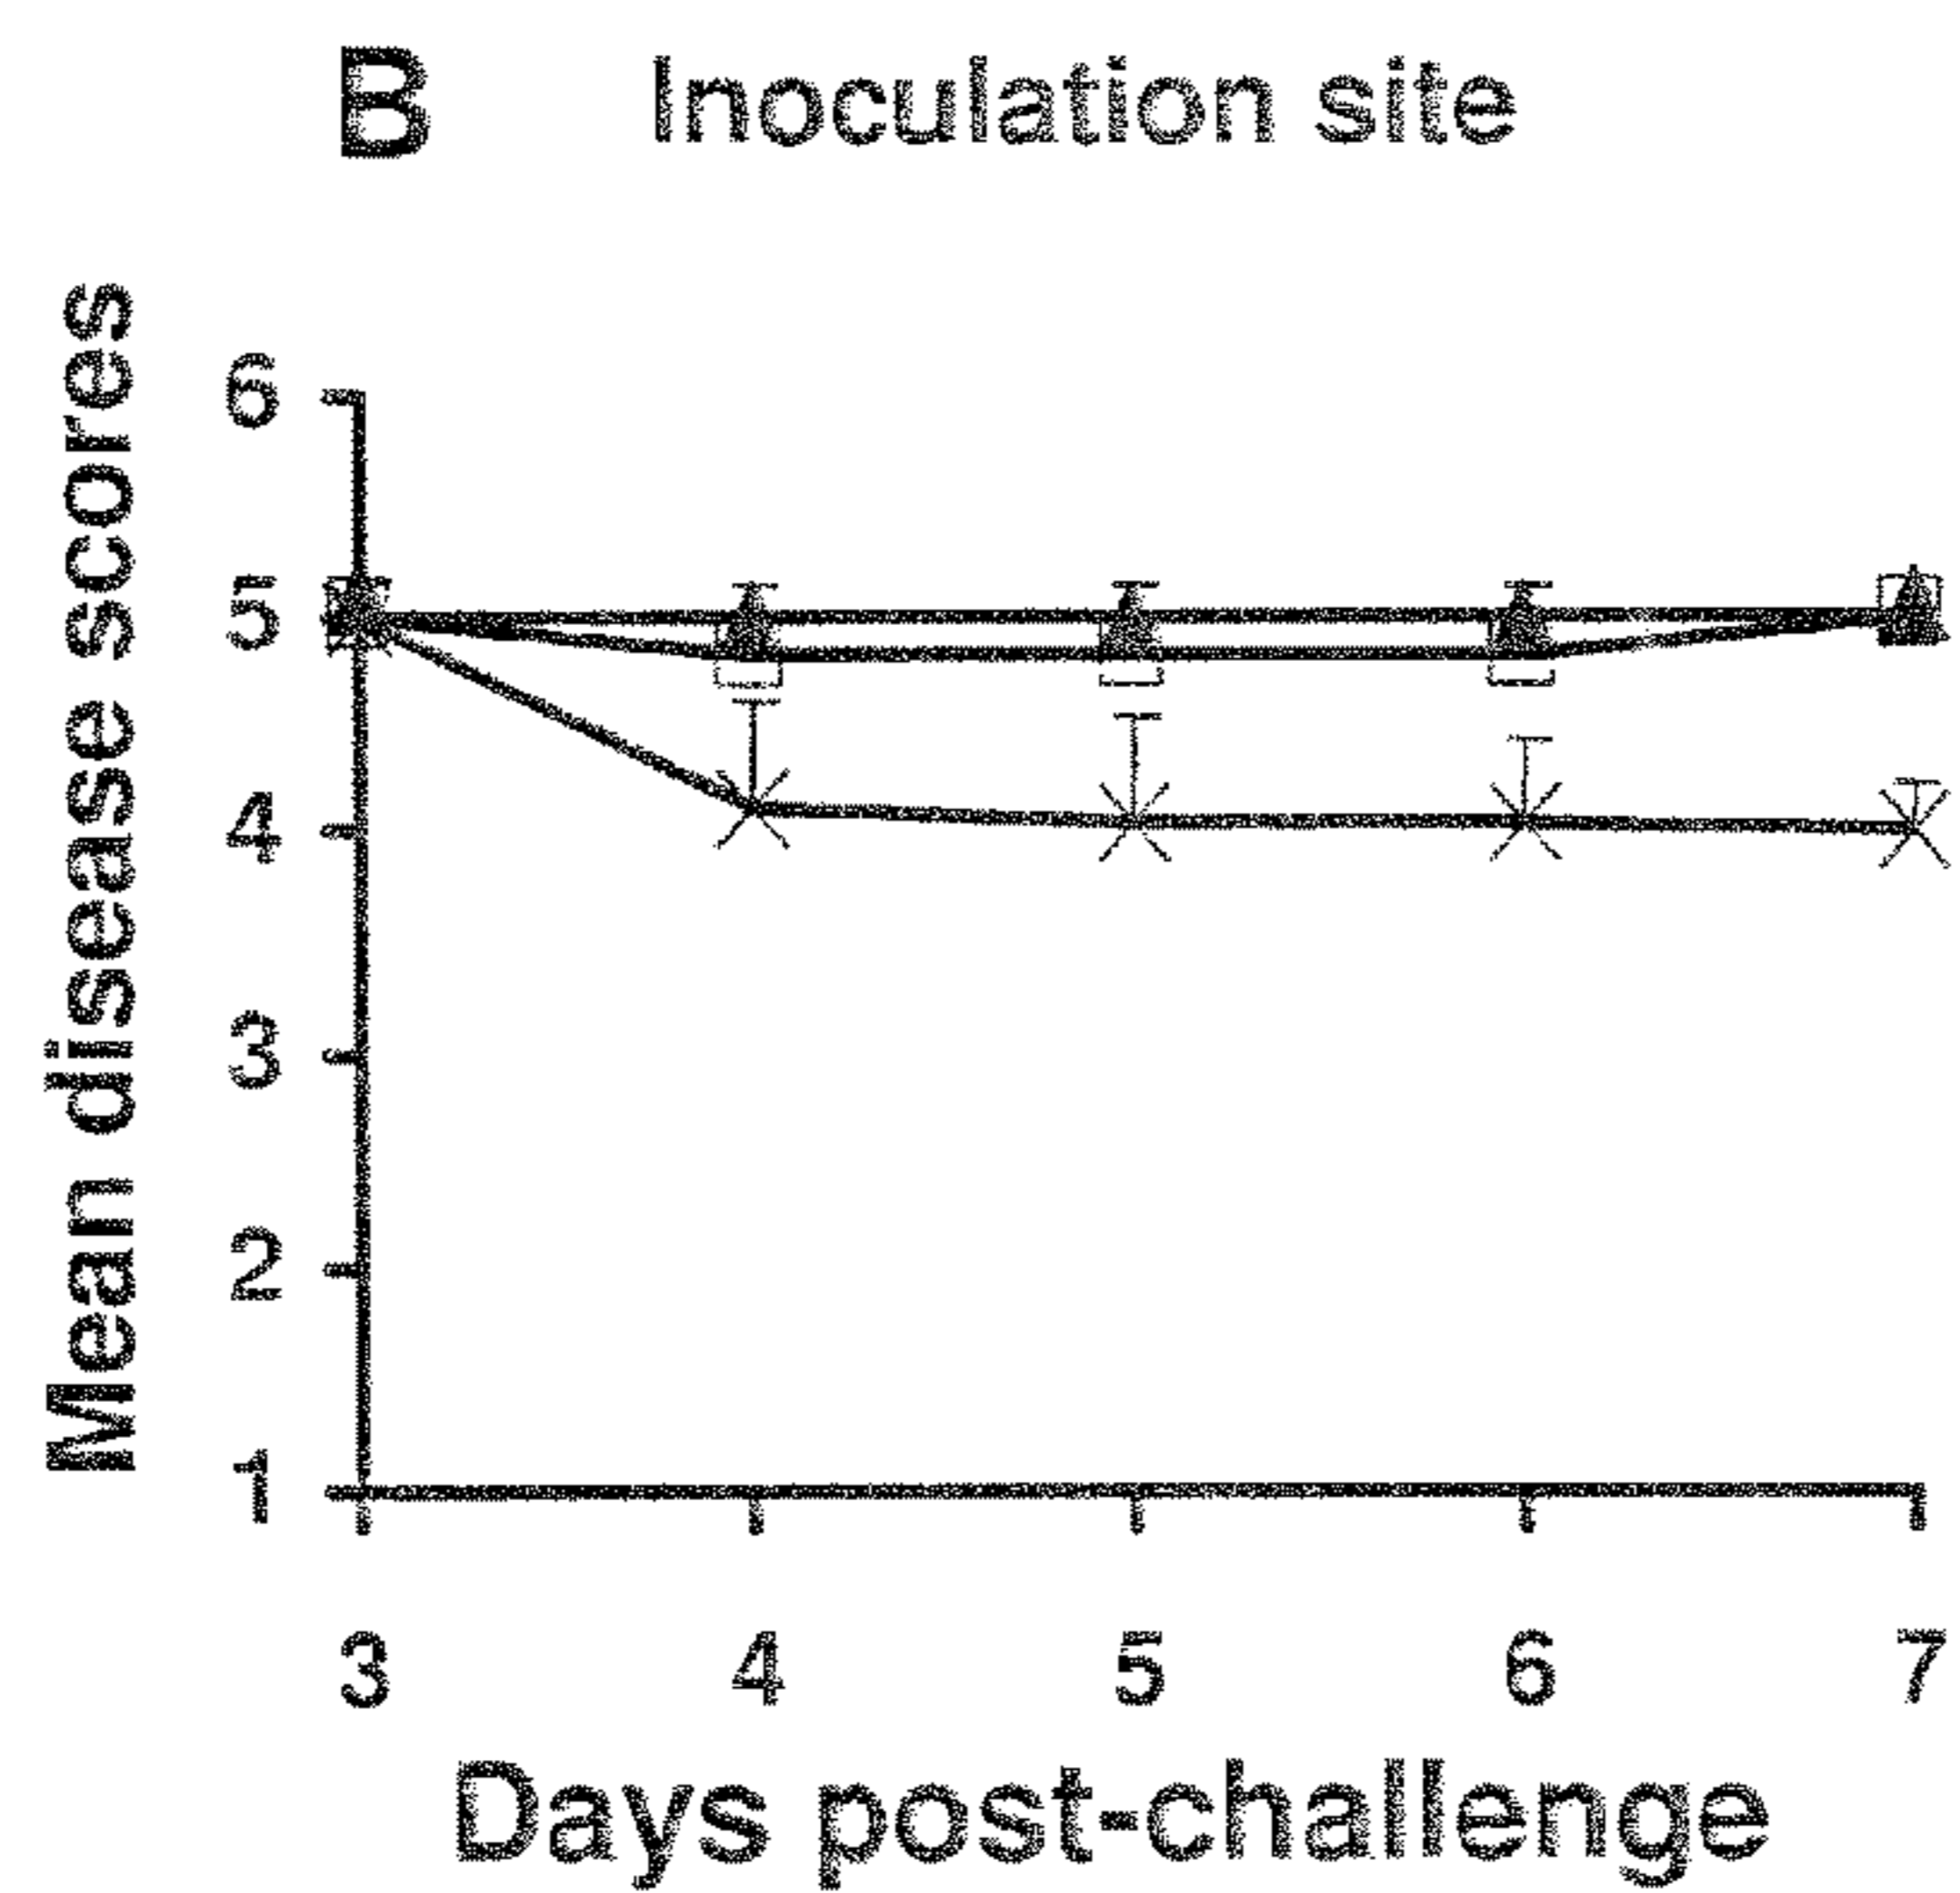 B Inoculation site
Mean disease scores
6
5
4
3
2
1
3 4 5 6 7
Days post-challenge